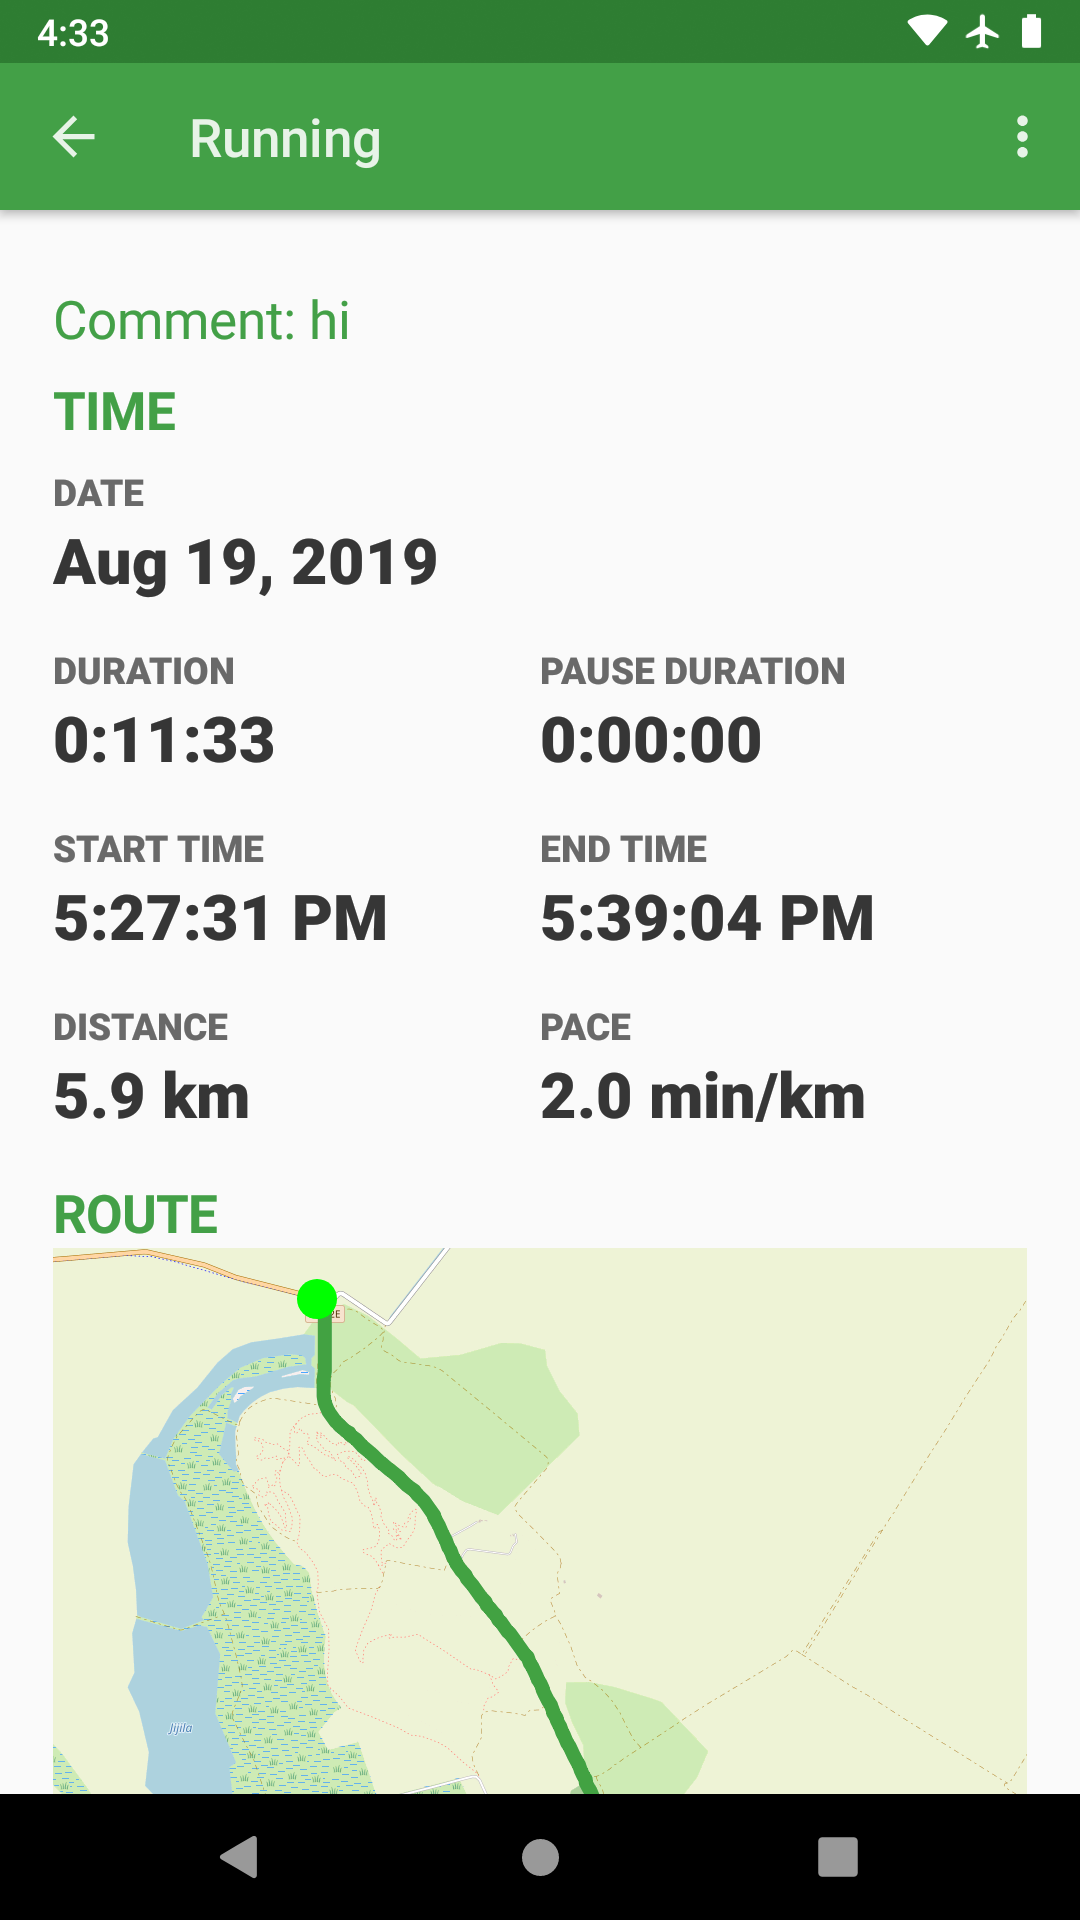 4:33
Running
Comment: hi
TIME
DATE
Aug 19, 2019
DURATION
PAUSE DURATION
0:11:33
0:00:00
START TIME
END TIME
5:27:31 PM
5:39:04 PM
DISTANCE
PACE
5.9 km
2.0 min/km
ROUTE
Jijila